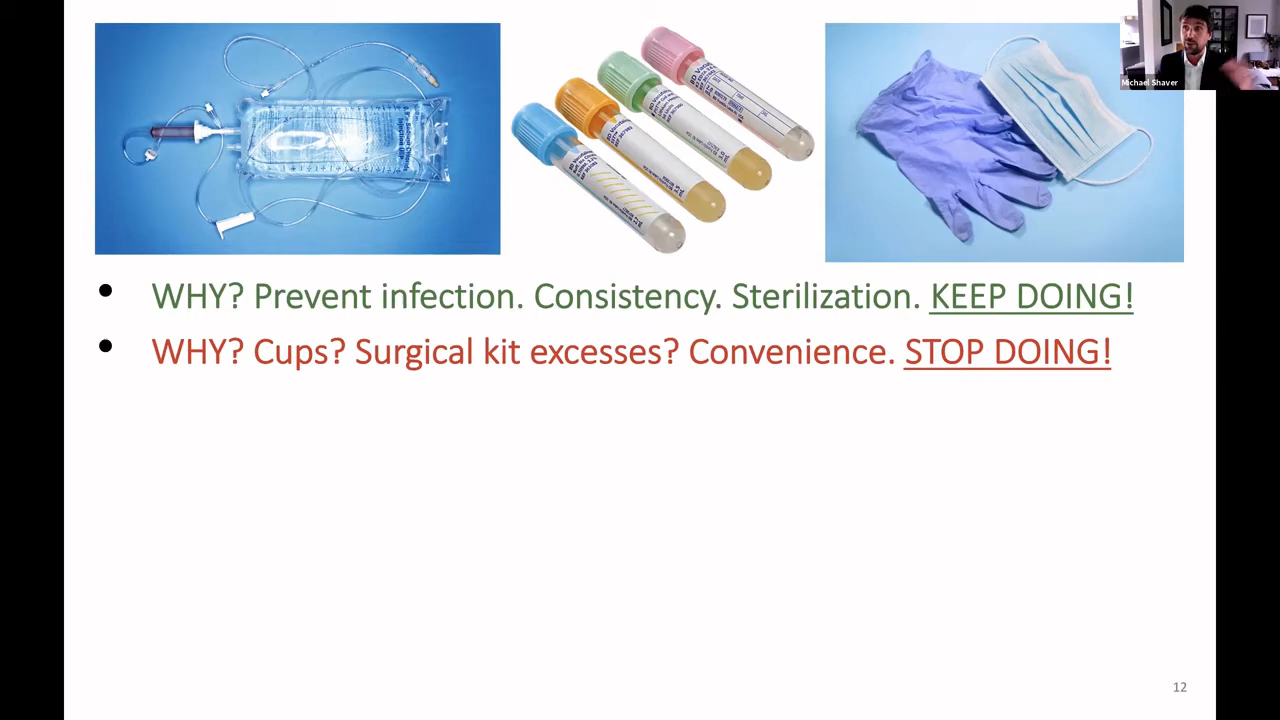 Michael Shaver
• WHY? Prevent infection. Consistency. Sterilization. KEEP DOING!
• WHY? Cups? Surgical kit excesses? Convenience. STOP DOING!
12